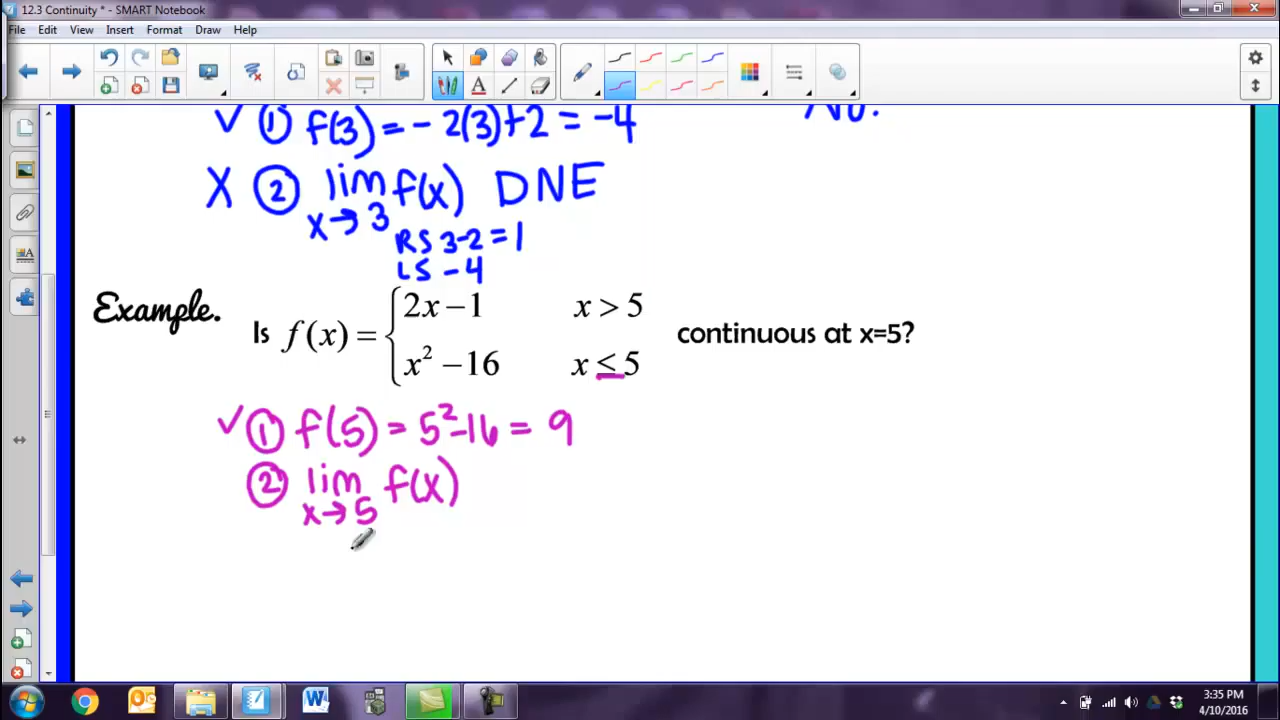 12.3 Continuity * - SMART Notebook
File Edit View Insert Format Draw Help
✓ ① f(3) = - 2(3)+2 = -4
No.
X ② lim f(x) DNE
x→3
RS 3-2 = 1
LS -4
Example. Is f(x) = { 2x − 1 x > 5 continuous at x=5?
x² − 16 x ≤ 5
✓ ① f(5) = 5²-16 = 9
② lim f(x)
x→5
3:35 PM
4/10/2016